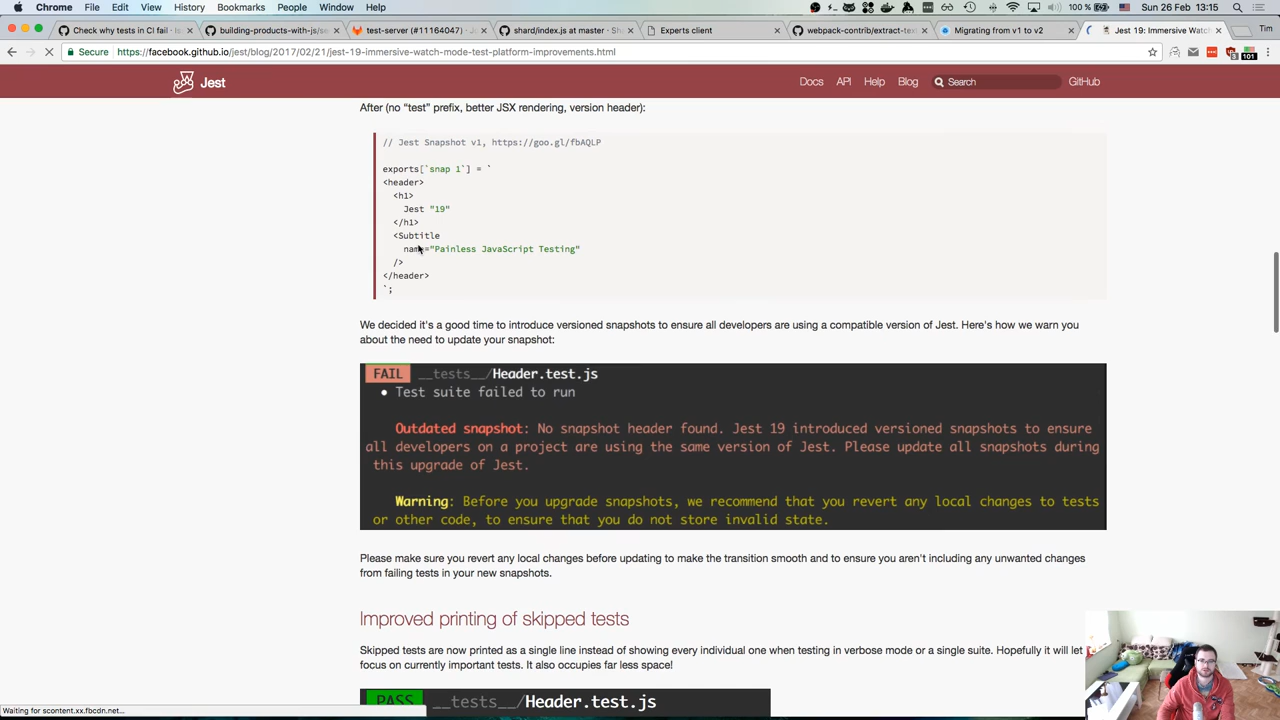 Chrome File Edit View History Bookmarks People Window Help 100 % Sun 26 Feb 13:15
Check why tests in CI fail · Is
building-products-with-js/se
test-server (#11164047) · J
shard/index.js at master · S
Experts client
webpack-contrib/extract-tex
Migrating from v1 to v2
Jest 19: Immersive Watch
Tim
Secure https://facebook.github.io/jest/blog/2017/02/21/jest-19-immersive-watch-mode-test-platform-improvements.html
Jest Docs API Help Blog Search GitHub
After (no “test” prefix, better JSX rendering, version header):
// Jest Snapshot v1, https://goo.gl/fbAQLP
exports[`snap 1`] = `
<header>
<h1>
Jest "19"
</h1>
<Subtitle
name="Painless JavaScript Testing"
/>
</header>
`;
We decided it's a good time to introduce versioned snapshots to ensure all developers are using a compatible version of Jest. Here's how we warn you
about the need to update your snapshot:
FAIL __tests__/Header.test.js
• Test suite failed to run
Outdated snapshot: No snapshot header found. Jest 19 introduced versioned snapshots to ensure
all developers on a project are using the same version of Jest. Please update all snapshots during
this upgrade of Jest.
Warning: Before you upgrade snapshots, we recommend that you revert any local changes to tests
or other code, to ensure that you do not store invalid state.
Please make sure you revert any local changes before updating to make the transition smooth and to ensure you aren't including any unwanted changes
from failing tests in your new snapshots.
Improved printing of skipped tests
Skipped tests are now printed as a single line instead of showing every individual one when testing in verbose mode or a single suite. Hopefully it will let
focus on currently important tests. It also occupies far less space!
PASS __tests__/Header.test.js
Waiting for scontent.xx.fbcdn.net...